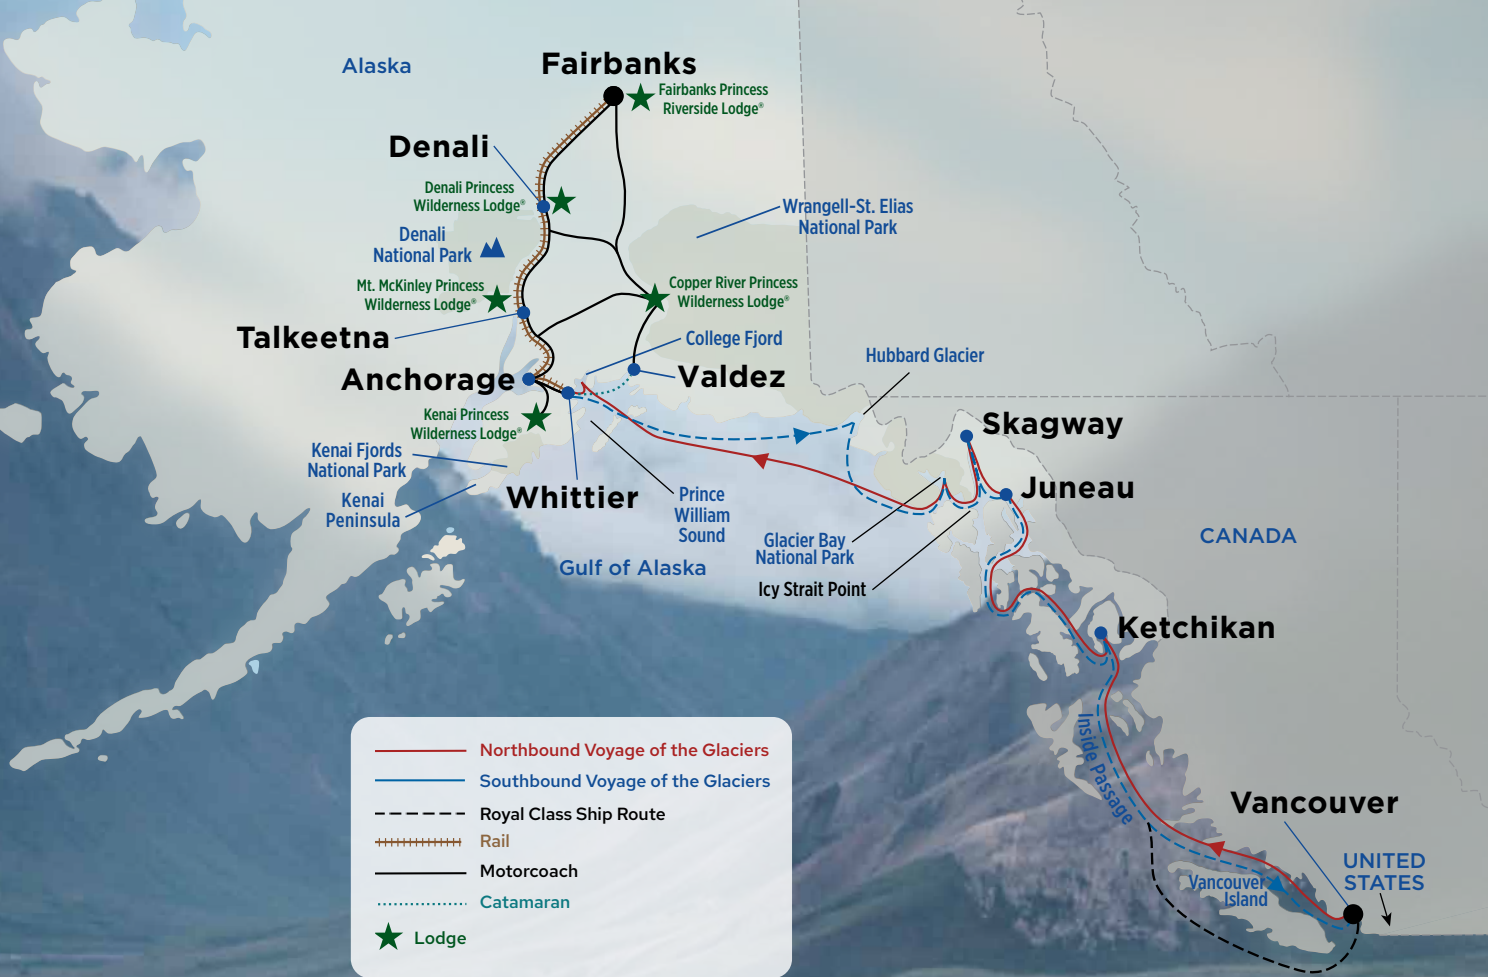 Alaska
Fairbanks
Fairbanks Princess
Riverside Lodge®
Denali
Denali Princess
Wilderness Lodge®
Denali
National Park
Wrangell-St. Elias
National Park
Mt. McKinley Princess
Wilderness Lodge®
Copper River Princess
Wilderness Lodge®
Talkeetna
College Fjord
Hubbard Glacier
Anchorage
Valdez
Kenai Princess
Wilderness Lodge®
Skagway
Kenai Fjords
National Park
Kenai
Peninsula
Whittier
Prince
William
Sound
Juneau
Glacier Bay
National Park
CANADA
Gulf of Alaska
Icy Strait Point
Ketchikan
Inside Passage
Vancouver
UNITED
STATES
Vancouver
Island
Northbound Voyage of the Glaciers
Southbound Voyage of the Glaciers
Royal Class Ship Route
Rail
Motorcoach
Catamaran
Lodge